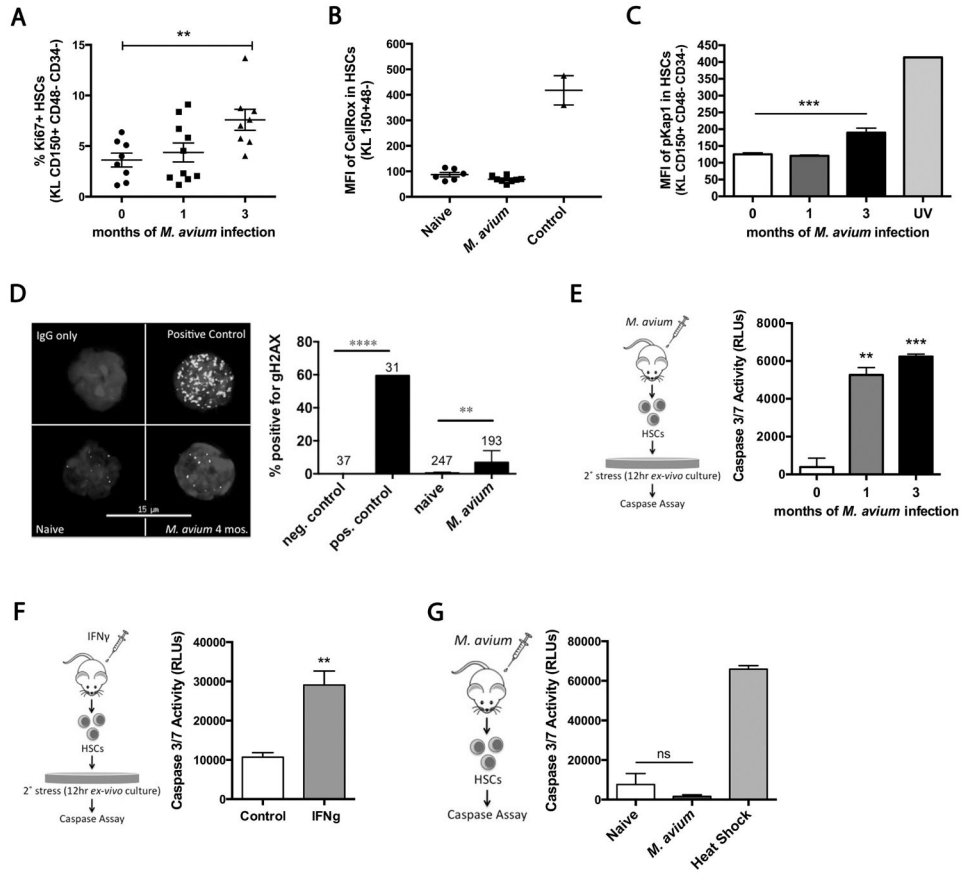 A
% Ki67+ HSCs
(KL CD150+ CD48- CD34-)
15
10
5
0
**
0 1 3
months of M. avium infection
B
MFI of CellRox in HSCs
(KL 150+48-)
600
500
400
300
200
100
0
Naive
M. avium
Control
C
MFI of pKap1 in HSCs
(KL CD150+ CD48- CD34-)
450
400
350
300
250
200
150
100
50
0
***
0 1 3 UV
months of M. avium infection
D
IgG only
Positive Control
15 µm
Naive
M. avium 4 mos.
% positive for gH2AX
80
60
40
20
0
****
**
37
31
247
193
neg. control
pos. control
naive
M. avium
E
M. avium
HSCs
2˚ stress (12hr ex-vivo culture)
Caspase Assay
Caspase 3/7 Activity (RLUs)
8000
6000
4000
2000
0
**
***
0 1 3
months of M. avium infection
F
IFNγ
HSCs
2˚ stress (12hr ex-vivo culture)
Caspase Assay
Caspase 3/7 Activity (RLUs)
40000
30000
20000
10000
0
**
Control IFNg
G
M. avium
HSCs
Caspase Assay
Caspase 3/7 Activity (RLUs)
80000
60000
40000
20000
0
ns
Naive
M. avium
Heat Shock